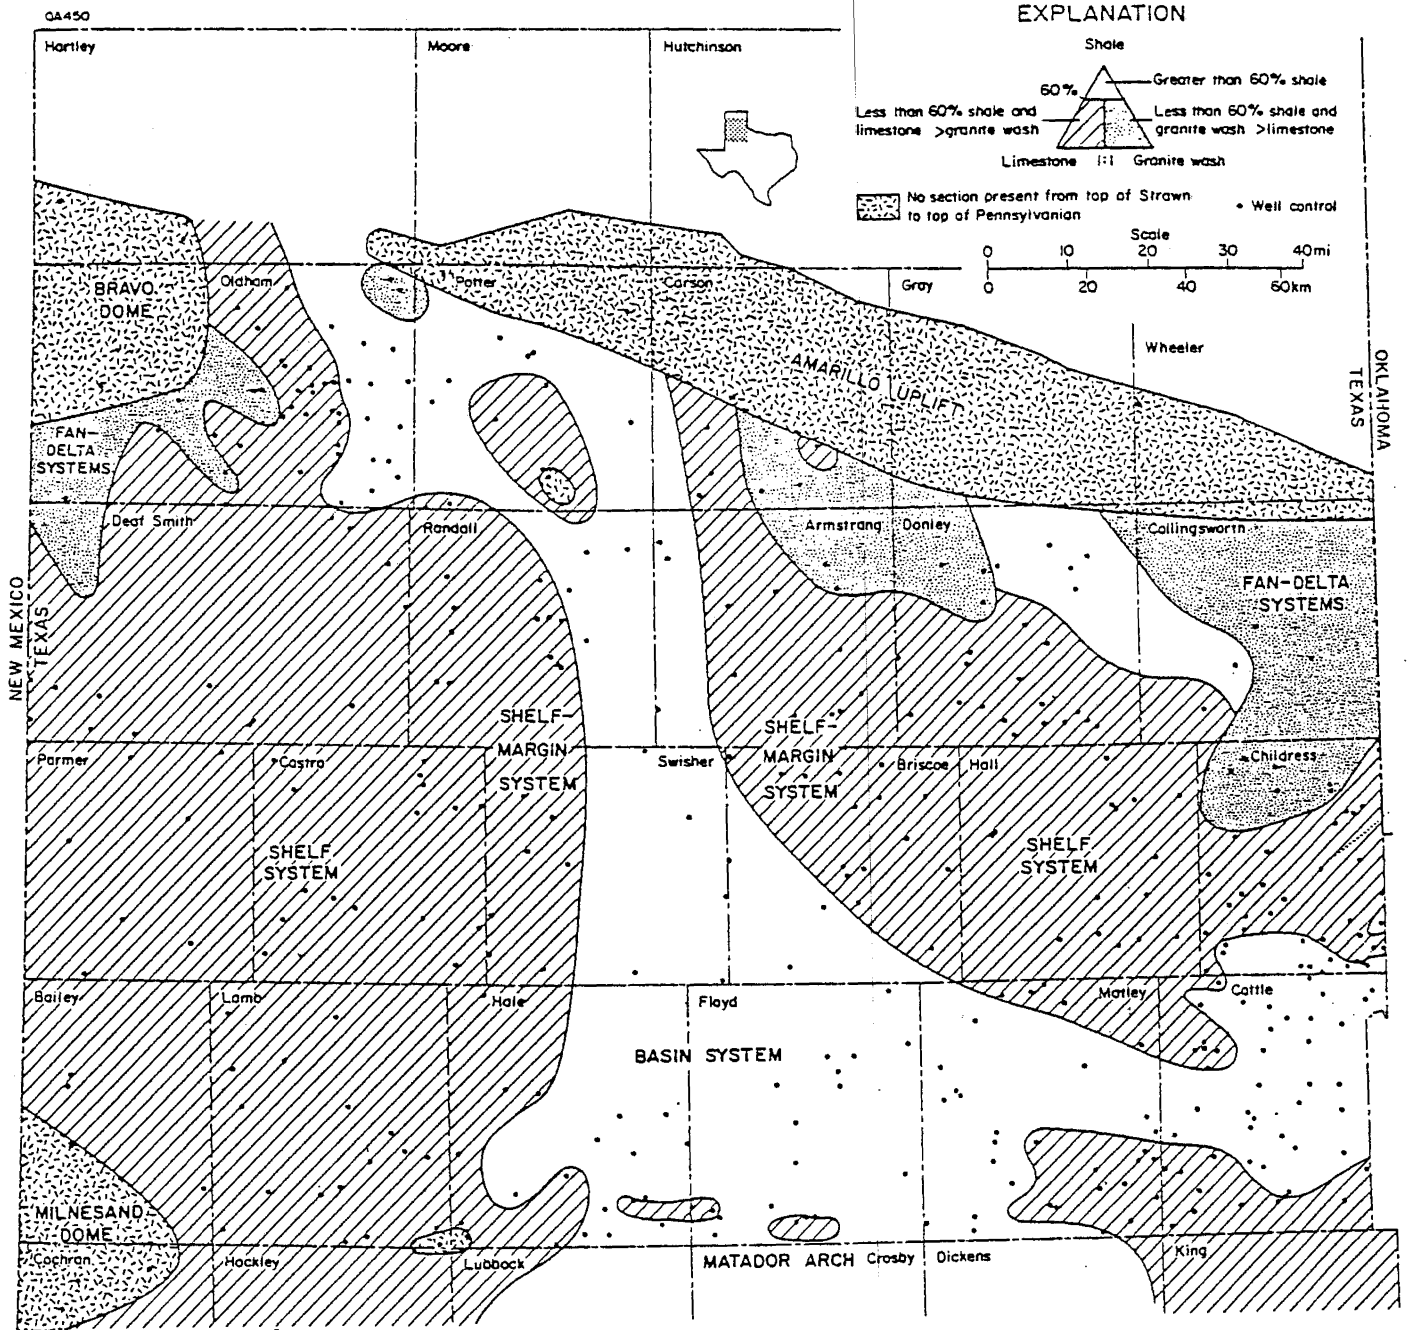 QA450
EXPLANATION
Hartley
Moore
Hutchinson
Shale
60%
Greater than 60% shale
Less than 60% shale and
limestone >granite wash
Less than 60% shale and
granite wash >limestone
Limestone 1:1 Granite wash
No section present from top of Strawn
to top of Pennsylvanian
Well control
Scale
0 10 20 30 40mi
0 20 40 60km
BRAVO
DOME
Oldham
Potter
Carson
Gray
Wheeler
AMARILLO UPLIFT
OKLAHOMA
TEXAS
FAN-
DELTA
SYSTEMS
Deaf Smith
Randall
Armstrong
Donley
Collingsworth
FAN-DELTA
SYSTEMS
NEW MEXICO
TEXAS
SHELF-
MARGIN
SYSTEM
SHELF-
MARGIN
SYSTEM
Parmer
Castro
Swisher
Briscoe
Hall
Childress
SHELF
SYSTEM
SHELF
SYSTEM
Bailey
Lamb
Hale
Floyd
Motley
Cottle
BASIN SYSTEM
MILNESAND
DOME
Cochran
Hockley
Lubbock
MATADOR ARCH
Crosby
Dickens
King